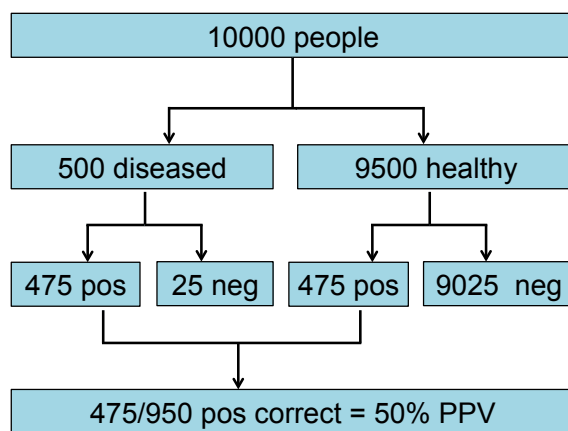 10000 people
500 diseased
9500 healthy
475 pos
25 neg
475 pos
9025 neg
475/950 pos correct = 50% PPV